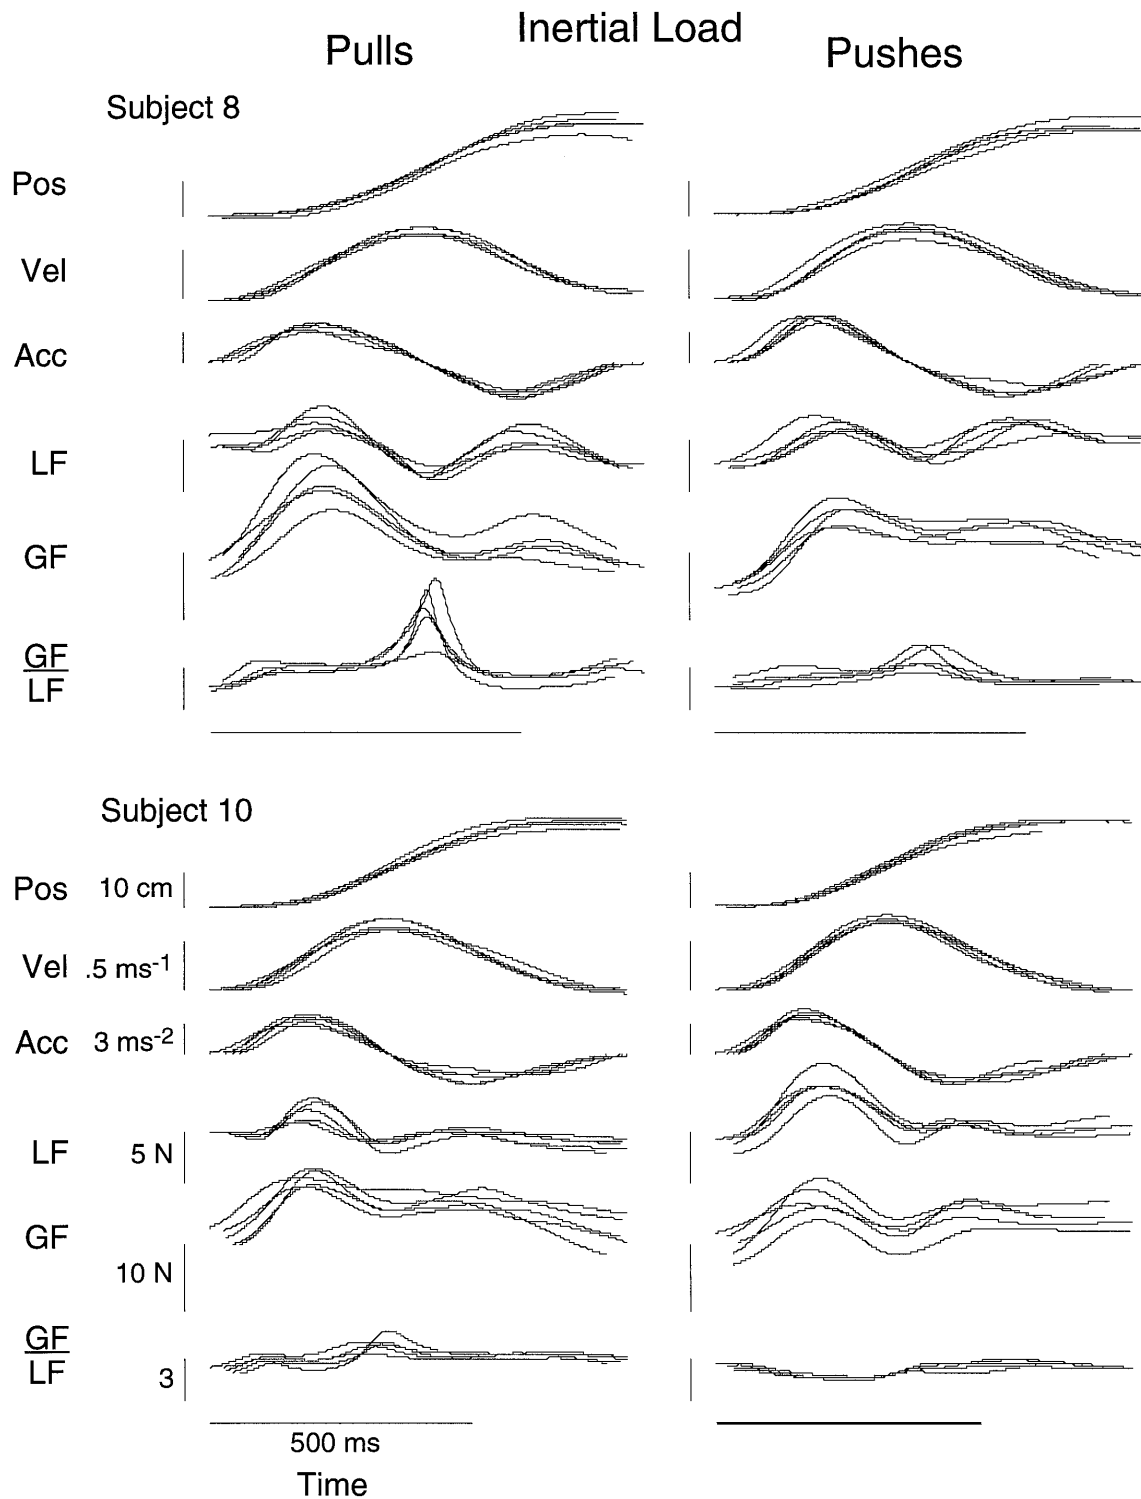 Inertial Load
Pulls
Pushes
Subject 8
Pos
Vel
Acc
LF
GF
GF
LF
Subject 10
Pos 10 cm
Vel .5 ms-1
Acc 3 ms-2
LF 5 N
GF
10 N
GF
LF
3
500 ms
Time